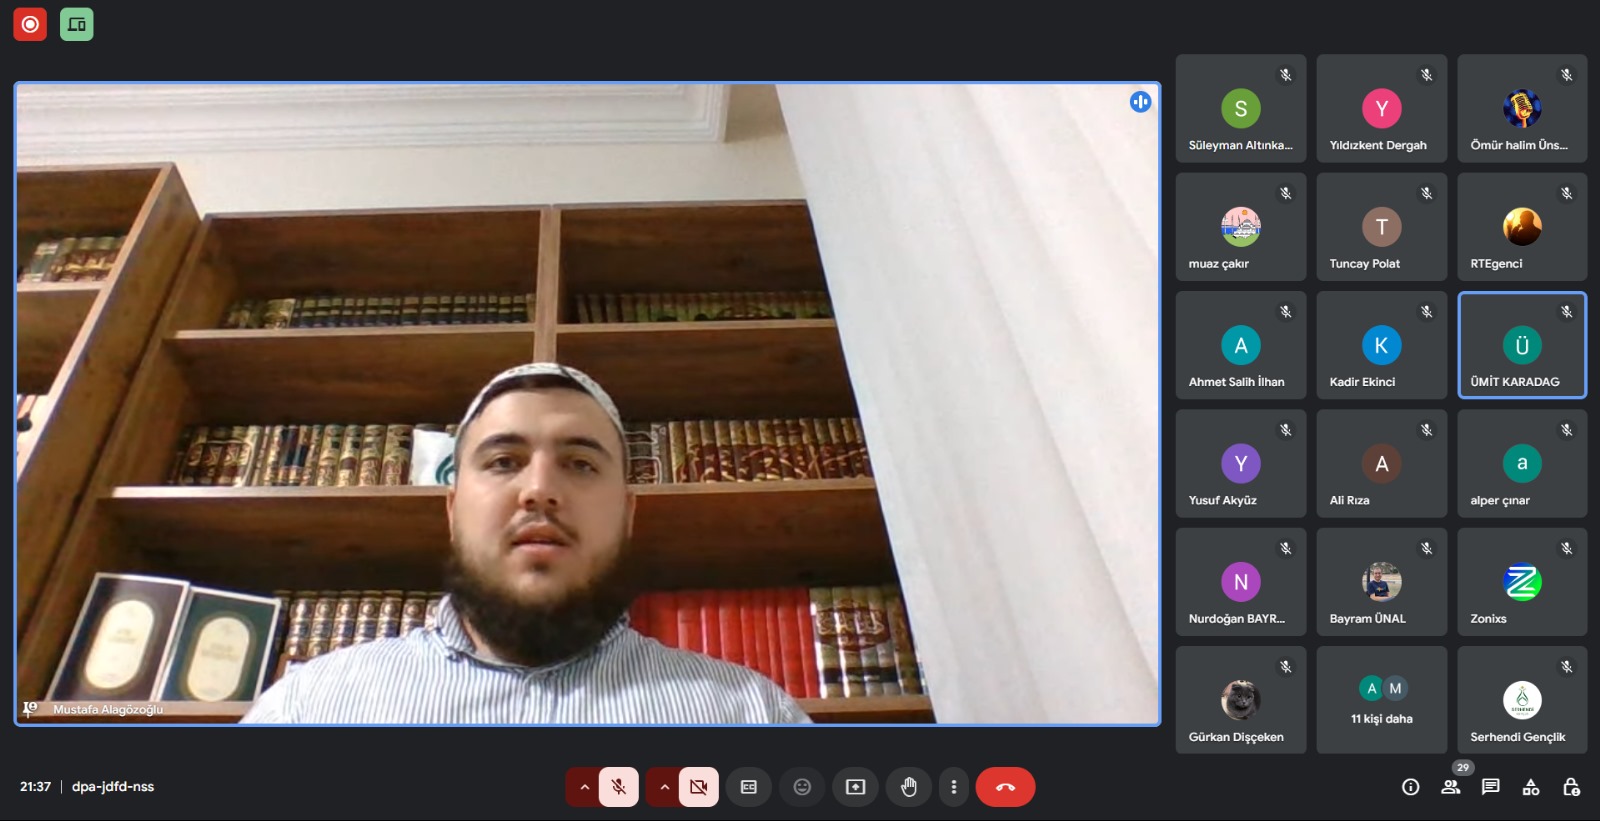 S
Süleyman Altınka...
Y
Yıldızkent Dergah
Ömür halim Üns...
muaz çakır
T
Tuncay Polat
RTEgenci
A
Ahmet Salih İlhan
K
Kadir Ekinci
Ü
ÜMİT KARADAG
Y
Yusuf Akyüz
A
Ali Rıza
a
alper çınar
N
Nurdoğan BAYR...
Bayram ÜNAL
Zonixs
Gürkan Dişçeken
A M
11 kişi daha
Serhendi Gençlik
Mustafa Alagözoğlu
21:37 | dpa-jdfd-nss
29